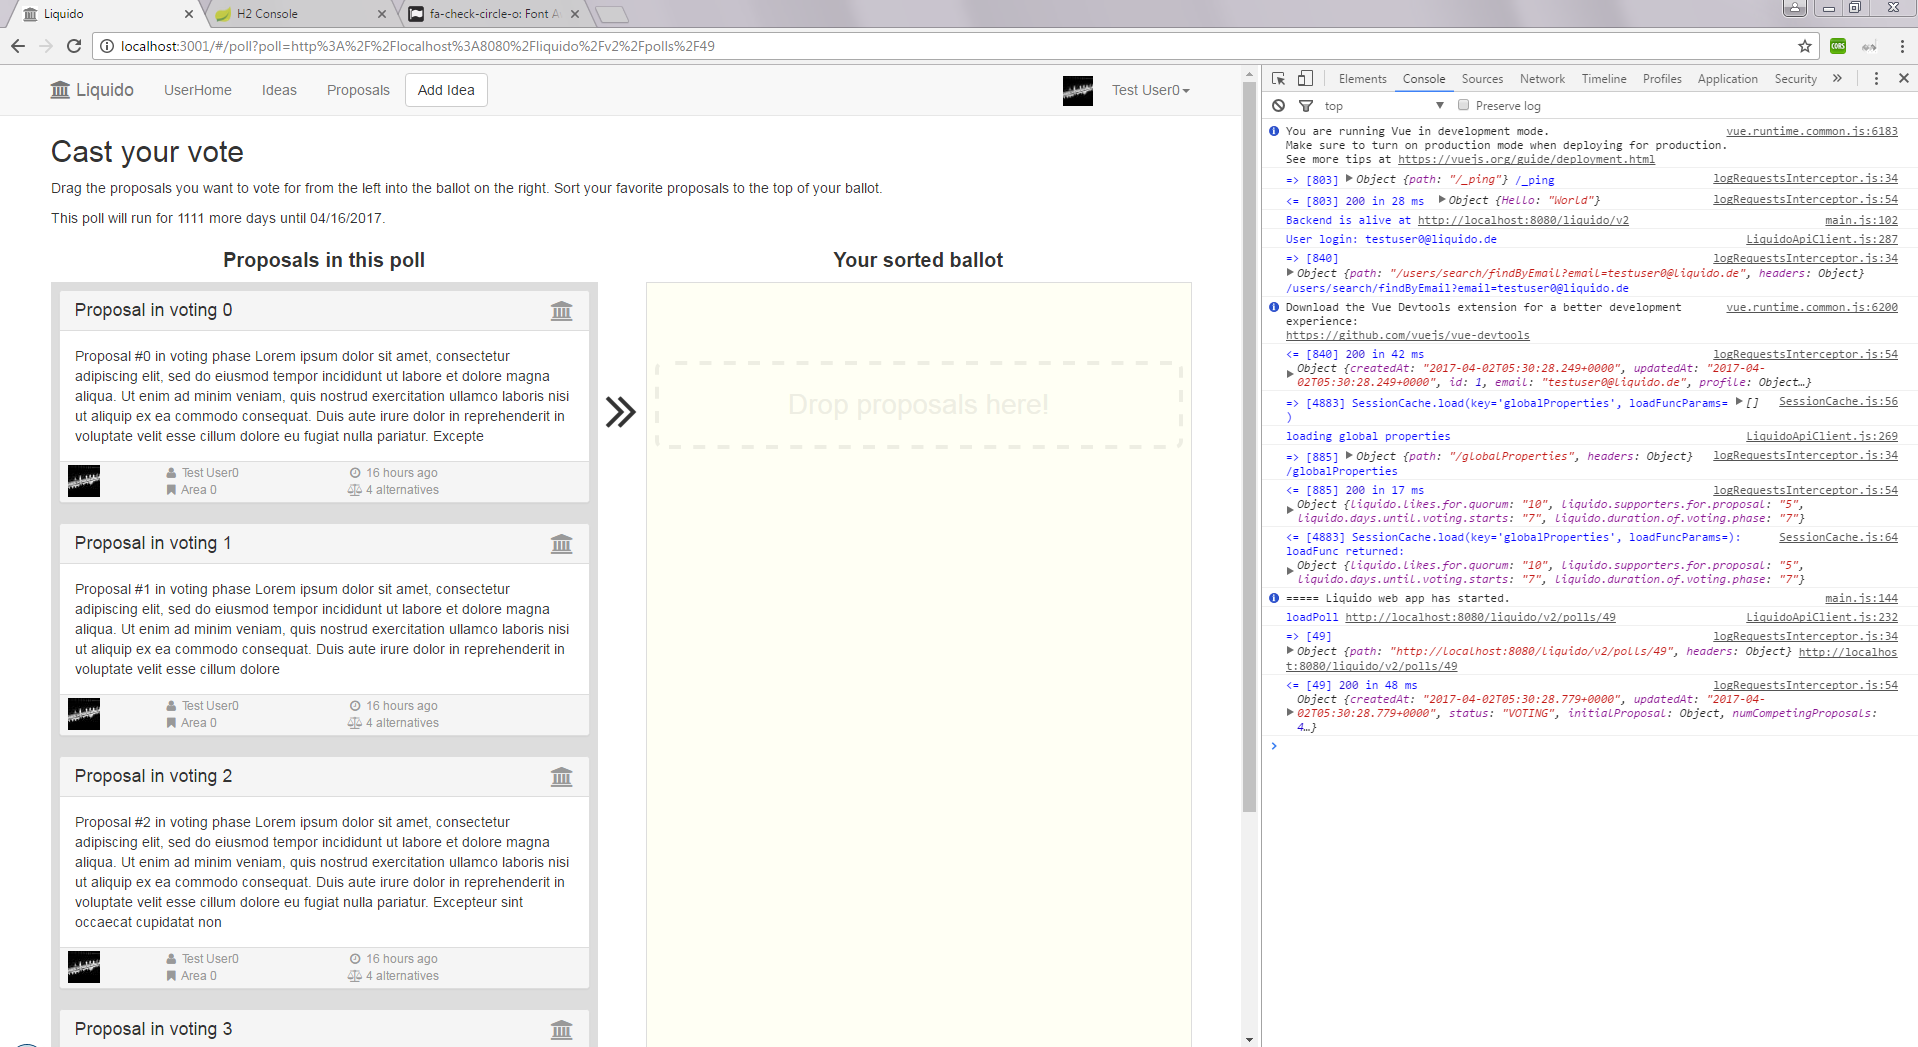 Liquido
H2 Console
fa-check-circle-o: Font A
localhost:3001/#/poll?poll=http%3A%2F%2Flocalhost%3A8080%2Fliquido%2Fv2%2Fpolls%2F49
CORS
Liquido UserHome Ideas Proposals Add Idea Test User0
Cast your vote
Drag the proposals you want to vote for from the left into the ballot on the right. Sort your favorite proposals to the top of your ballot.
This poll will run for 1111 more days until 04/16/2017.
Proposals in this poll
Proposal in voting 0
Proposal #0 in voting phase Lorem ipsum dolor sit amet, consectetur
adipiscing elit, sed do eiusmod tempor incididunt ut labore et dolore magna
aliqua. Ut enim ad minim veniam, quis nostrud exercitation ullamco laboris nisi
ut aliquip ex ea commodo consequat. Duis aute irure dolor in reprehenderit in
voluptate velit esse cillum dolore eu fugiat nulla pariatur. Excepte
Test User0 16 hours ago
Area 0 4 alternatives
Proposal in voting 1
Proposal #1 in voting phase Lorem ipsum dolor sit amet, consectetur
adipiscing elit, sed do eiusmod tempor incididunt ut labore et dolore magna
aliqua. Ut enim ad minim veniam, quis nostrud exercitation ullamco laboris nisi
ut aliquip ex ea commodo consequat. Duis aute irure dolor in reprehenderit in
voluptate velit esse cillum dolore
Test User0 16 hours ago
Area 0 4 alternatives
Proposal in voting 2
Proposal #2 in voting phase Lorem ipsum dolor sit amet, consectetur
adipiscing elit, sed do eiusmod tempor incididunt ut labore et dolore magna
aliqua. Ut enim ad minim veniam, quis nostrud exercitation ullamco laboris nisi
ut aliquip ex ea commodo consequat. Duis aute irure dolor in reprehenderit in
voluptate velit esse cillum dolore eu fugiat nulla pariatur. Excepteur sint
occaecat cupidatat non
Test User0 16 hours ago
Area 0 4 alternatives
Proposal in voting 3
Your sorted ballot
Drop proposals here!
Elements Console Sources Network Timeline Profiles Application Security »
top Preserve log
You are running Vue in development mode. vue.runtime.common.js:6183
Make sure to turn on production mode when deploying for production.
See more tips at https://vuejs.org/guide/deployment.html
=> [803] Object {path: "/_ping"} /_ping logRequestsInterceptor.js:34
<= [803] 200 in 28 ms Object {Hello: "World"} logRequestsInterceptor.js:54
Backend is alive at http://localhost:8080/liquido/v2 main.js:102
User login: testuser0@liquido.de LiquidoApiClient.js:287
=> [840] logRequestsInterceptor.js:34
Object {path: "/users/search/findByEmail?email=testuser0@liquido.de", headers: Object}
/users/search/findByEmail?email=testuser0@liquido.de
Download the Vue Devtools extension for a better development vue.runtime.common.js:6200
experience:
https://github.com/vuejs/vue-devtools
<= [840] 200 in 42 ms logRequestsInterceptor.js:54
Object {createdAt: "2017-04-02T05:30:28.249+0000", updatedAt: "2017-04-
02T05:30:28.249+0000", id: 1, email: "testuser0@liquido.de", profile: Object…}
=> [4883] SessionCache.load(key='globalProperties', loadFuncParams= [] SessionCache.js:56
)
loading global properties LiquidoApiClient.js:269
=> [885] Object {path: "/globalProperties", headers: Object} logRequestsInterceptor.js:34
/globalProperties
<= [885] 200 in 17 ms logRequestsInterceptor.js:54
Object {liquido.likes.for.quorum: "10", liquido.supporters.for.proposal: "5",
liquido.days.until.voting.starts: "7", liquido.duration.of.voting.phase: "7"}
<= [4883] SessionCache.load(key='globalProperties', loadFuncParams=): SessionCache.js:64
loadFunc returned:
Object {liquido.likes.for.quorum: "10", liquido.supporters.for.proposal: "5",
liquido.days.until.voting.starts: "7", liquido.duration.of.voting.phase: "7"}
===== Liquido web app has started. main.js:144
loadPoll http://localhost:8080/liquido/v2/polls/49 LiquidoApiClient.js:232
=> [49] logRequestsInterceptor.js:34
Object {path: "http://localhost:8080/liquido/v2/polls/49", headers: Object} http://localhos
t:8080/liquido/v2/polls/49
<= [49] 200 in 48 ms logRequestsInterceptor.js:54
Object {createdAt: "2017-04-02T05:30:28.779+0000", updatedAt: "2017-04-
02T05:30:28.779+0000", status: "VOTING", initialProposal: Object, numCompetingProposals:
4…}